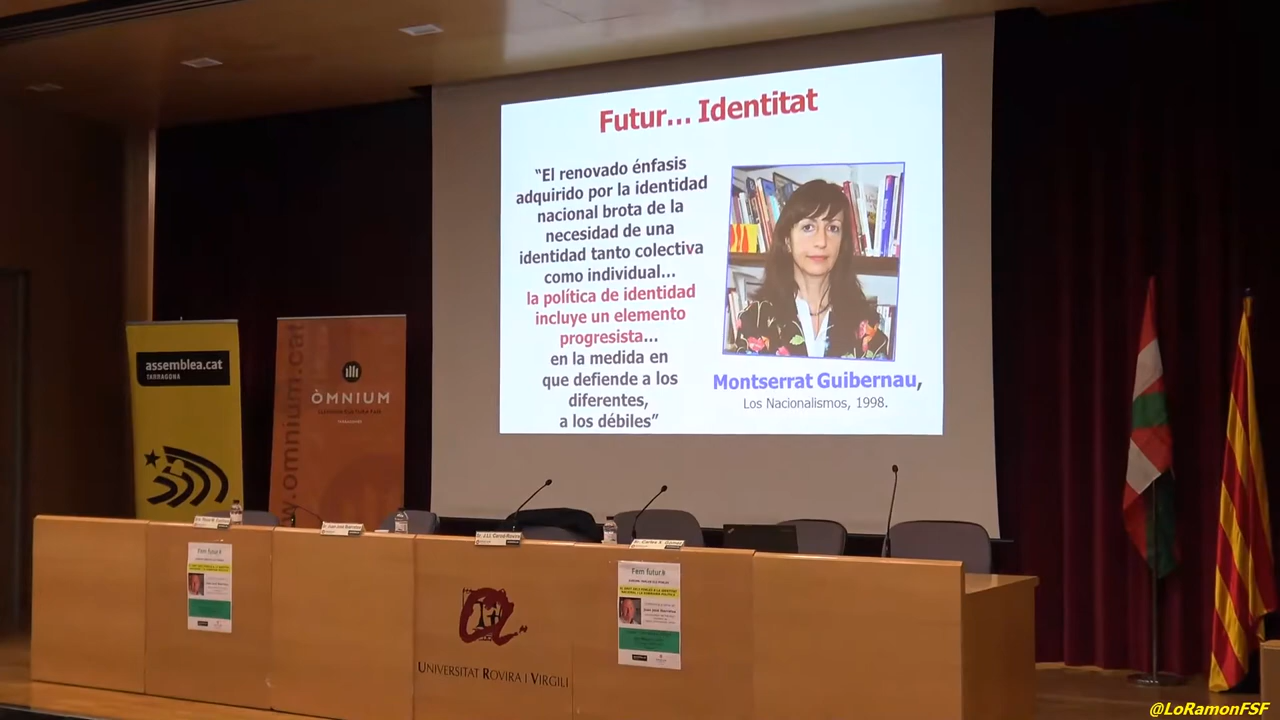 Futur... Identitat
“El renovado énfasis
adquirido por la identidad
nacional brota de la
necesidad de una
identidad tanto colectiva
como individual...
la política de identidad
incluye un elemento
progresista...
en la medida en
que defiende a los
diferentes,
a los débiles”
Montserrat Guibernau,
Los Nacionalismos, 1998.
assemblea.cat
TARRAGONA
www.omnium.cat
ÒMNIUM
Fem futur
Fem futur
UNIVERSITAT ROVIRA I VIRGILI
@LoRamonFSF